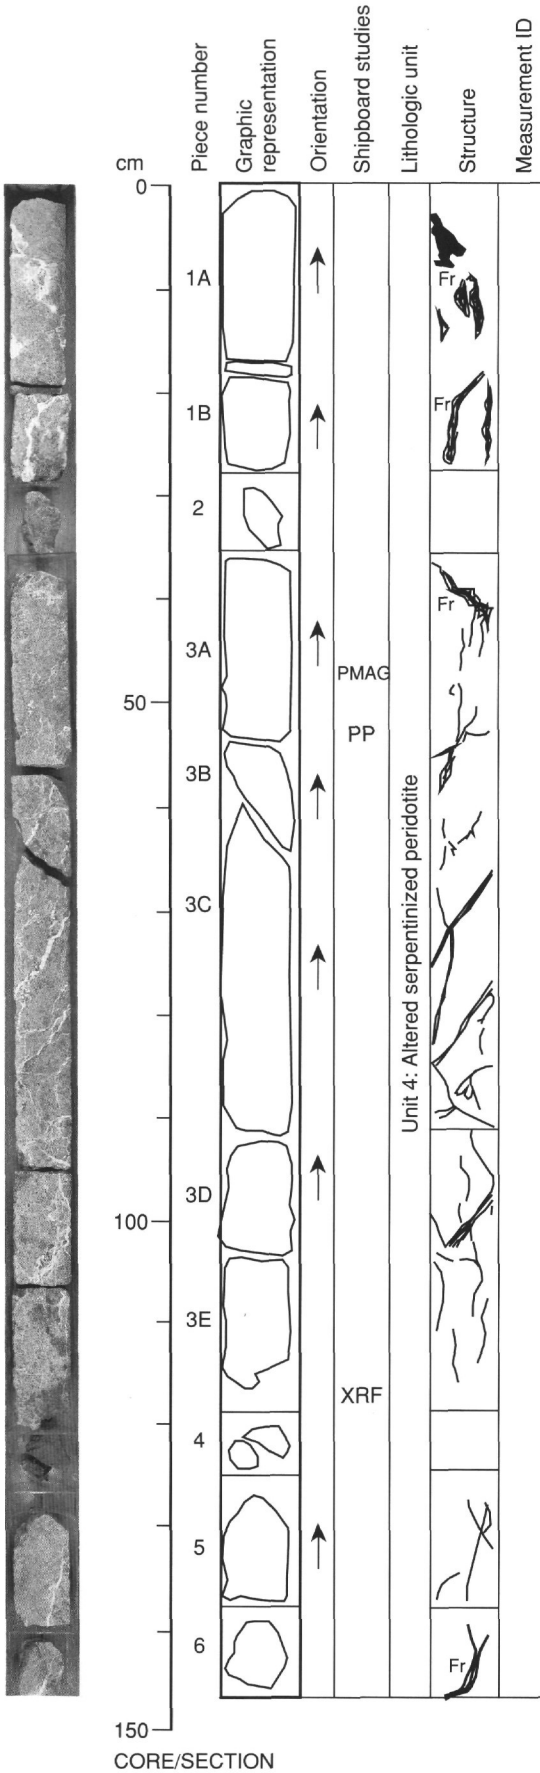 cm
Piece number
Graphic
representation
Orientation
Shipboard studies
Lithologic unit
Structure
Measurement ID
0
1A
Fr
1B
Fr
2
3A
Fr
PMAG
50
PP
3B
3C
Unit 4: Altered serpentinized peridotite
3D
100
3E
XRF
4
5
6
Fr
150
CORE/SECTION